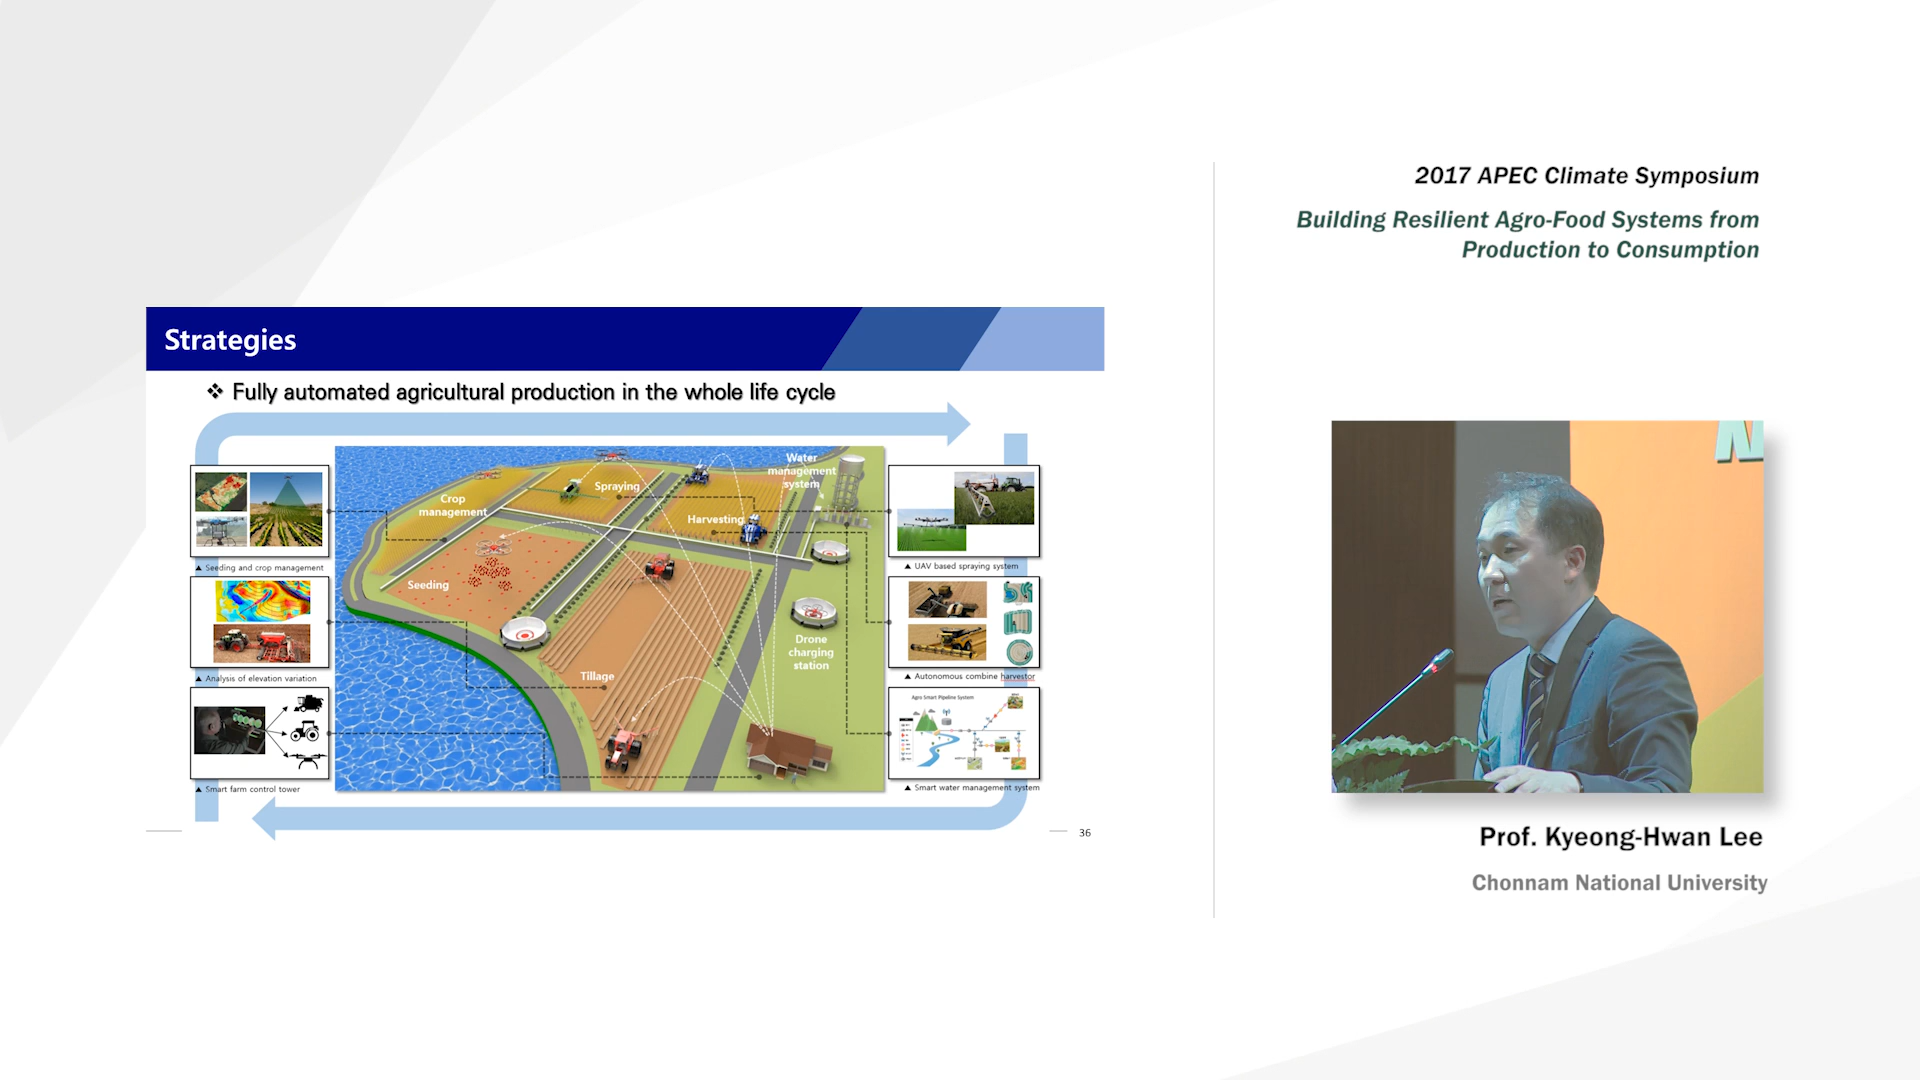 2017 APEC Climate Symposium
Building Resilient Agro-Food Systems from
Production to Consumption
Strategies
❖ Fully automated agricultural production in the whole life cycle
Water
management
system
Spraying
Crop
management
Harvesting
Seeding
Drone
charging
station
Tillage
▲ Seeding and crop management
▲ Analysis of elevation variation
▲ Smart farm control tower
▲ UAV based spraying system
▲ Autonomous combine harvestor
Agro Smart Pipeline System
▲ Smart water management system
36
N
Prof. Kyeong-Hwan Lee
Chonnam National University